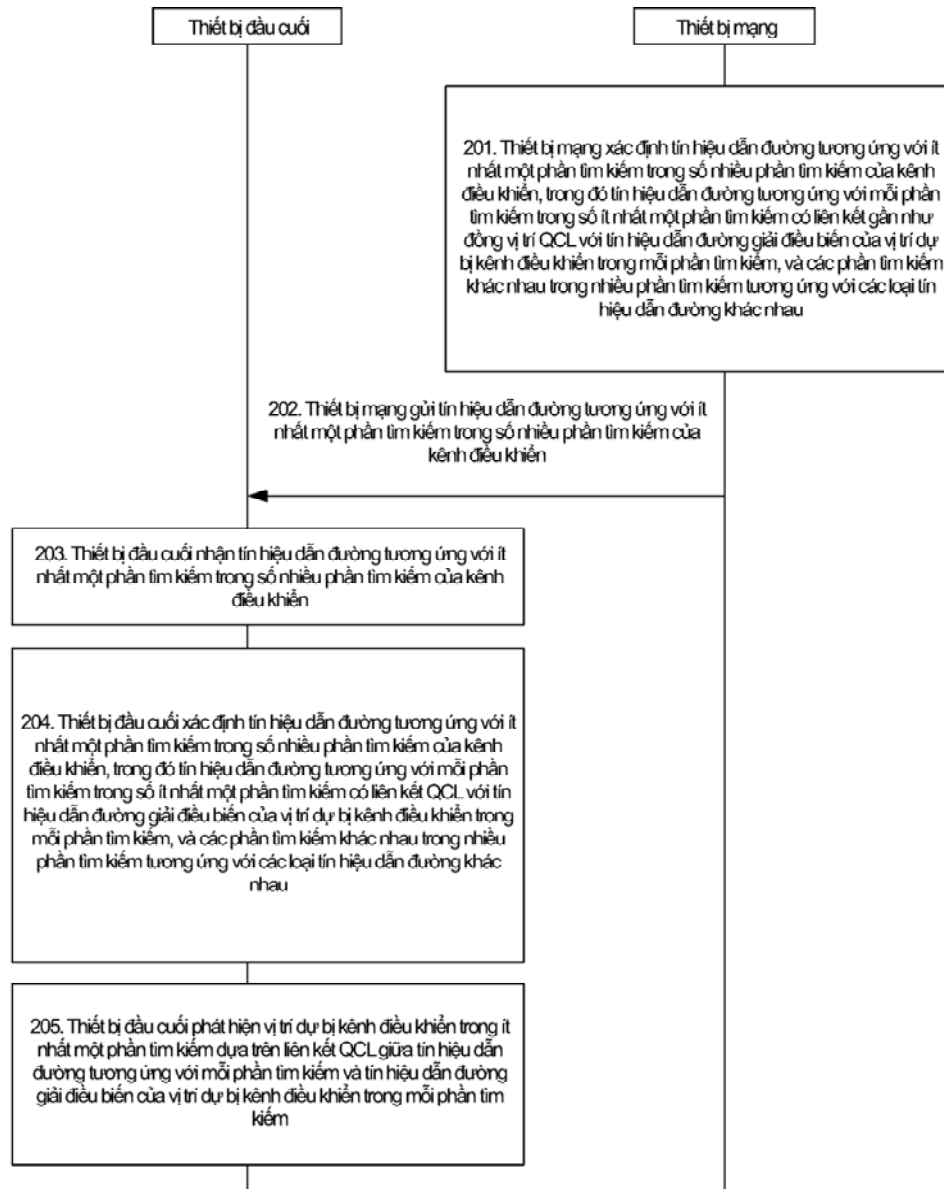 Thiết bị đầu cuối
Thiết bị mạng
201. Thiết bị mạng xác định tín hiệu dẫn đường tương ứng với ít
nhất một phần tìm kiếm trong số nhiều phần tìm kiếm của kênh
điều khiển, trong đó tín hiệu dẫn đường tương ứng với mỗi phần
tìm kiếm trong số ít nhất một phần tìm kiếm có liên kết gần như
đồng vị trí QCL với tín hiệu dẫn đường giải điều biến của vị trí dự
bị kênh điều khiển trong mỗi phần tìm kiếm, và các phần tìm kiếm
khác nhau trong nhiều phần tìm kiếm tương ứng với các loại tín
hiệu dẫn đường khác nhau
202. Thiết bị mạng gửi tín hiệu dẫn đường tương ứng với ít
nhất một phần tìm kiếm trong số nhiều phần tìm kiếm của
kênh điều khiển
203. Thiết bị đầu cuối nhận tín hiệu dẫn đường tương ứng với ít
nhất một phần tìm kiếm trong số nhiều phần tìm kiếm của kênh
điều khiển
204. Thiết bị đầu cuối xác định tín hiệu dẫn đường tương ứng với ít
nhất một phần tìm kiếm trong số nhiều phần tìm kiếm của kênh
điều khiển, trong đó tín hiệu dẫn đường tương ứng với mỗi phần
tìm kiếm trong số ít nhất một phần tìm kiếm có liên kết QCL với tín
hiệu dẫn đường giải điều biến của vị trí dự bị kênh điều khiển trong
mỗi phần tìm kiếm, và các phần tìm kiếm khác nhau trong nhiều
phần tìm kiếm tương ứng với các loại tín hiệu dẫn đường khác
nhau
205. Thiết bị đầu cuối phát hiện vị trí dự bị kênh điều khiển trong ít
nhất một phần tìm kiếm dựa trên liên kết QCL giữa tín hiệu dẫn
đường tương ứng với mỗi phần tìm kiếm và tín hiệu dẫn đường
giải điều biến của vị trí dự bị kênh điều khiển trong mỗi phần tìm
kiếm